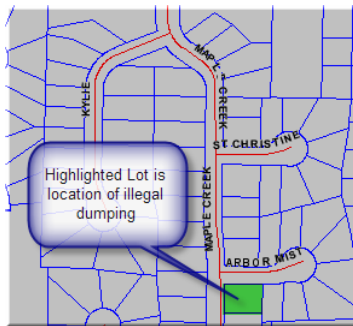 MAPLE CREEK
KYLIE
ST CHRISTINE
Highlighted Lot is
location of illegal
dumping
MAPLE CREEK
ARBOR MIST